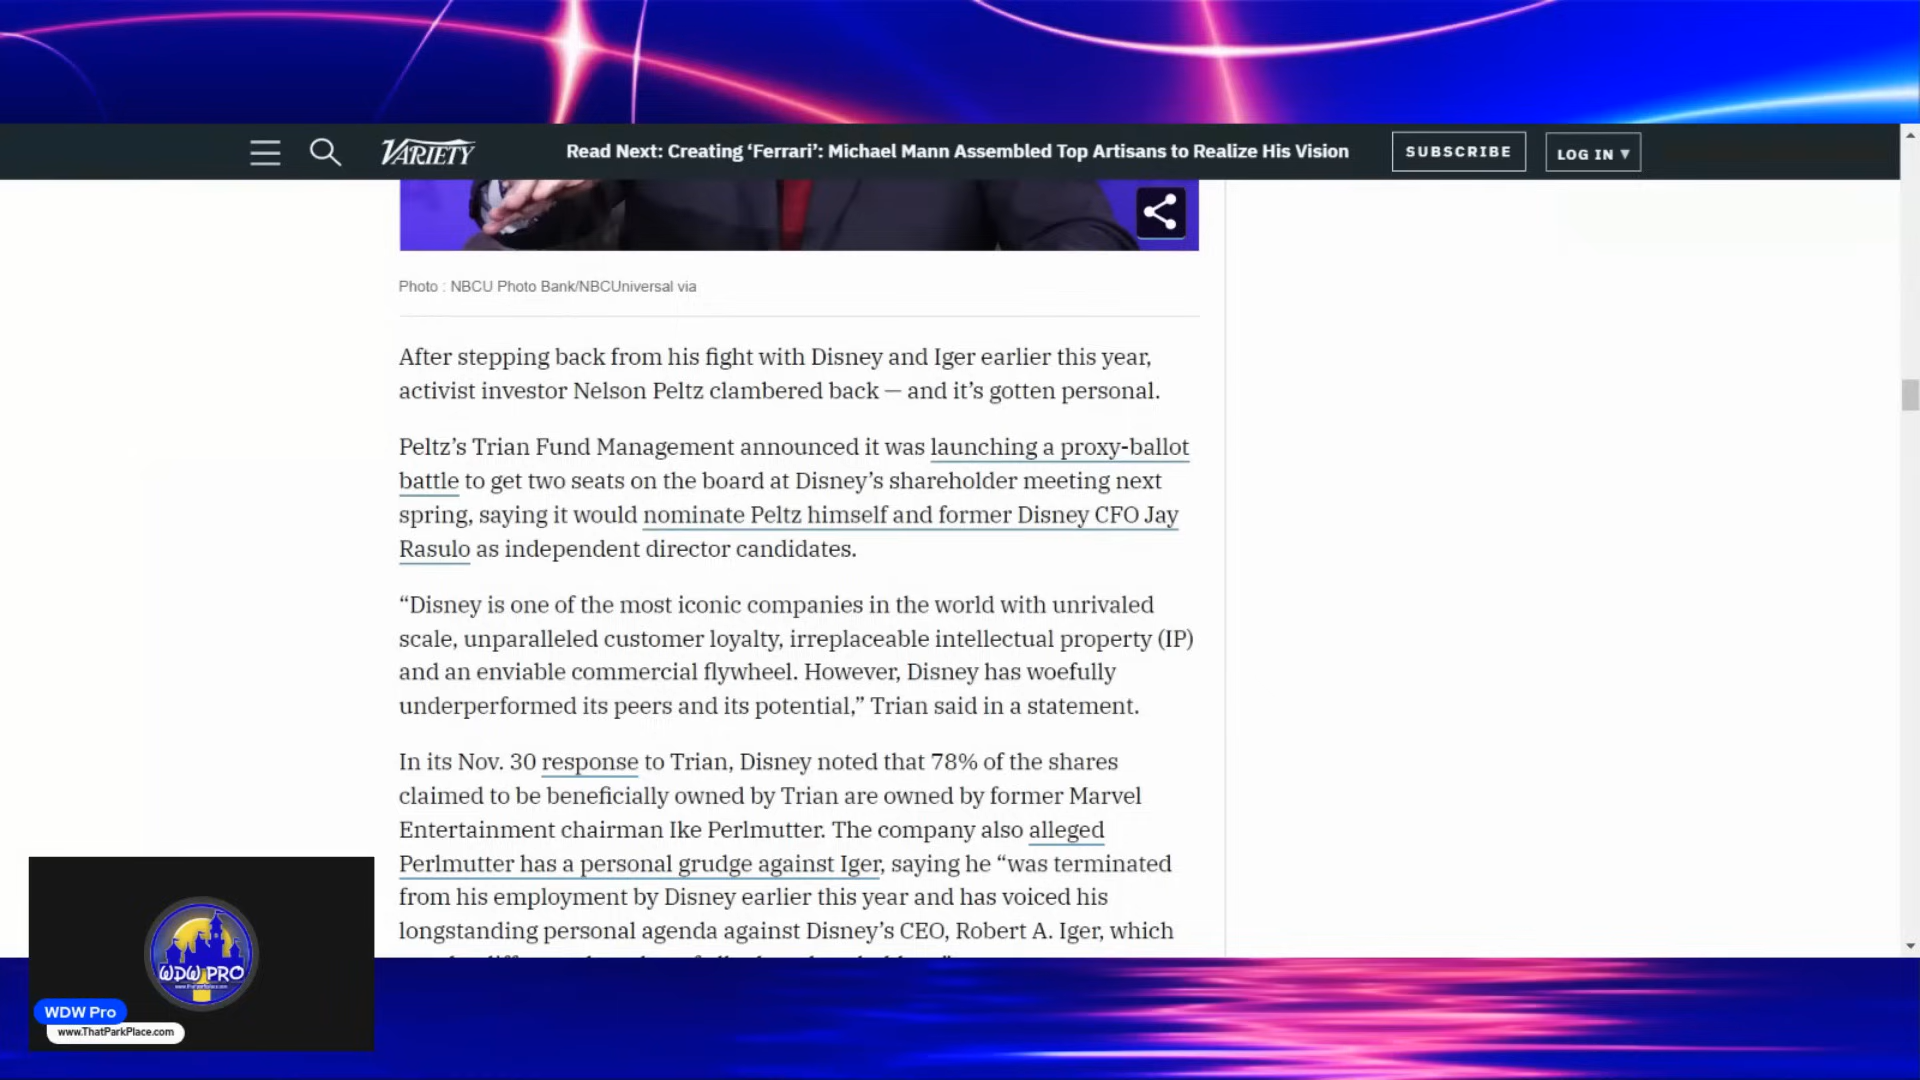 VARIETY
Read Next: Creating ‘Ferrari’: Michael Mann Assembled Top Artisans to Realize His Vision
SUBSCRIBE
LOG IN ▾
Photo : NBCU Photo Bank/NBCUniversal via
After stepping back from his fight with Disney and Iger earlier this year,
activist investor Nelson Peltz clambered back — and it’s gotten personal.
Peltz’s Trian Fund Management announced it was launching a proxy-ballot
battle to get two seats on the board at Disney’s shareholder meeting next
spring, saying it would nominate Peltz himself and former Disney CFO Jay
Rasulo as independent director candidates.
“Disney is one of the most iconic companies in the world with unrivaled
scale, unparalleled customer loyalty, irreplaceable intellectual property (IP)
and an enviable commercial flywheel. However, Disney has woefully
underperformed its peers and its potential,” Trian said in a statement.
In its Nov. 30 response to Trian, Disney noted that 78% of the shares
claimed to be beneficially owned by Trian are owned by former Marvel
Entertainment chairman Ike Perlmutter. The company also alleged
Perlmutter has a personal grudge against Iger, saying he “was terminated
from his employment by Disney earlier this year and has voiced his
longstanding personal agenda against Disney’s CEO, Robert A. Iger, which
WDW PRO
WDW Pro
www.ThatParkPlace.com